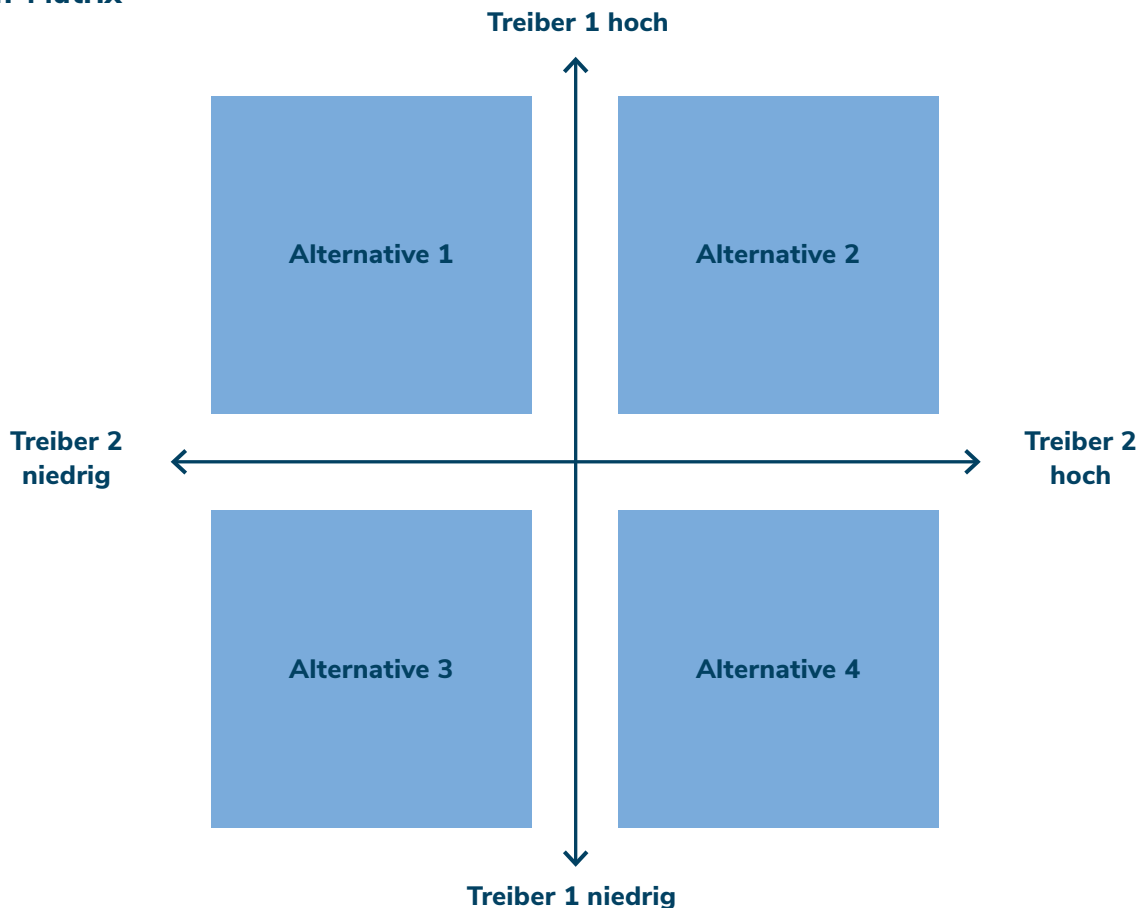 Treiber 1 hoch
Alternative 1
Alternative 2
Treiber 2
niedrig
Treiber 2
hoch
Alternative 3
Alternative 4
Treiber 1 niedrig